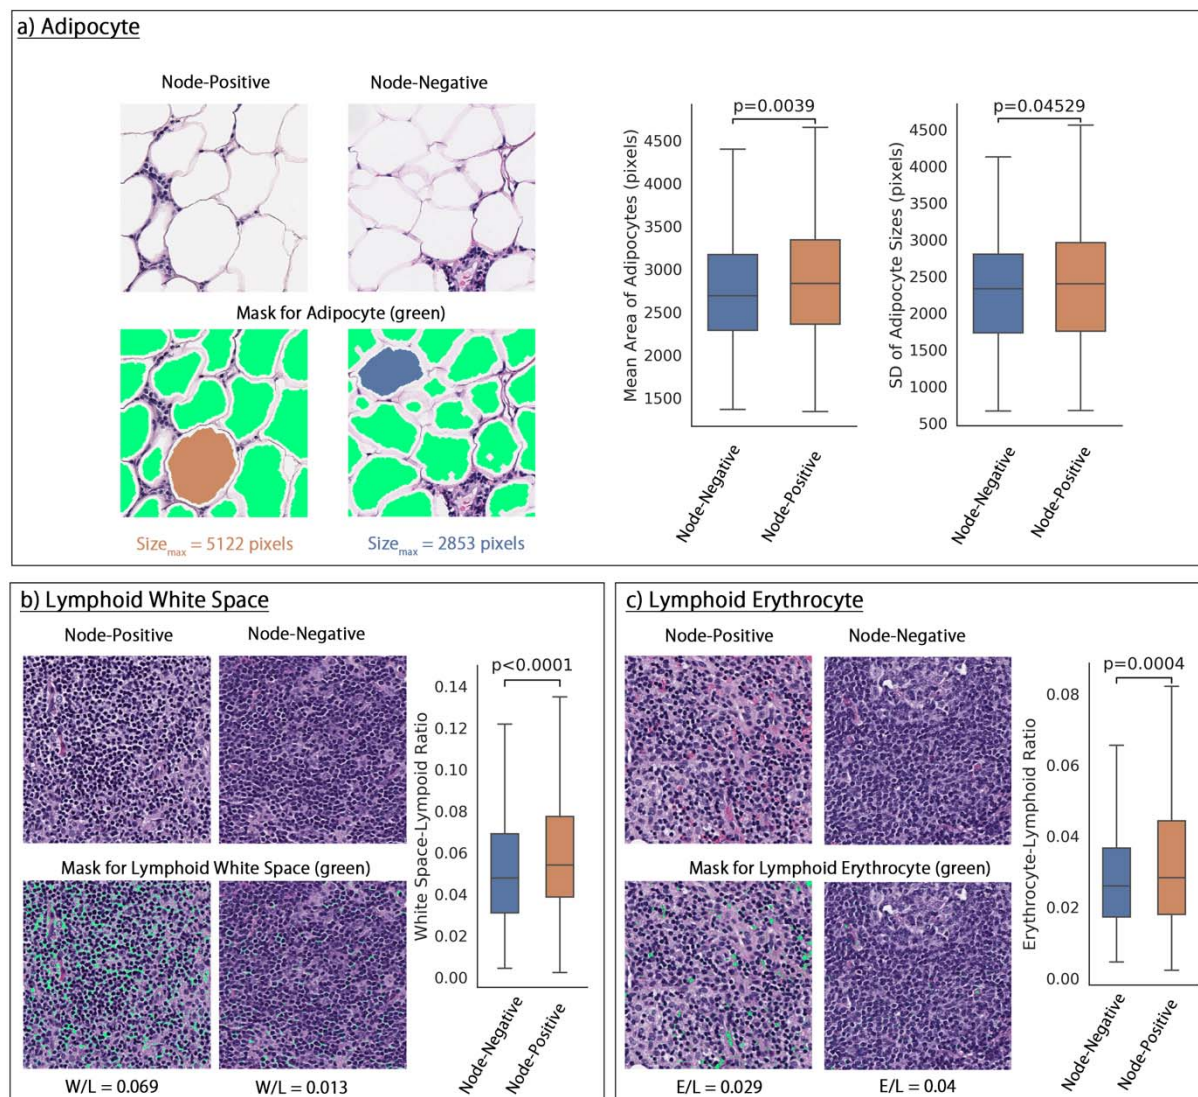 a) Adipocyte
Node-Positive
Node-Negative
Mask for Adipocyte (green)
Size_max = 5122 pixels
Size_max = 2853 pixels
p=0.0039
Mean Area of Adipocytes (pixels)
4500
4000
3500
3000
2500
2000
1500
Node-Negative
Node-Positive
p=0.04529
SD of Adipocyte Sizes (pixels)
4500
4000
3500
3000
2500
2000
1500
1000
500
Node-Negative
Node-Positive
b) Lymphoid White Space
Node-Positive
Node-Negative
Mask for Lymphoid White Space (green)
W/L = 0.069
W/L = 0.013
p<0.0001
White Space-Lympoid Ratio
0.14
0.12
0.10
0.08
0.06
0.04
0.02
0.00
Node-Negative
Node-Positive
c) Lymphoid Erythrocyte
Node-Positive
Node-Negative
Mask for Lymphoid Erythrocyte (green)
E/L = 0.029
E/L = 0.04
p=0.0004
Erythrocyte-Lymphoid Ratio
0.08
0.06
0.04
0.02
0.00
Node-Negative
Node-Positive